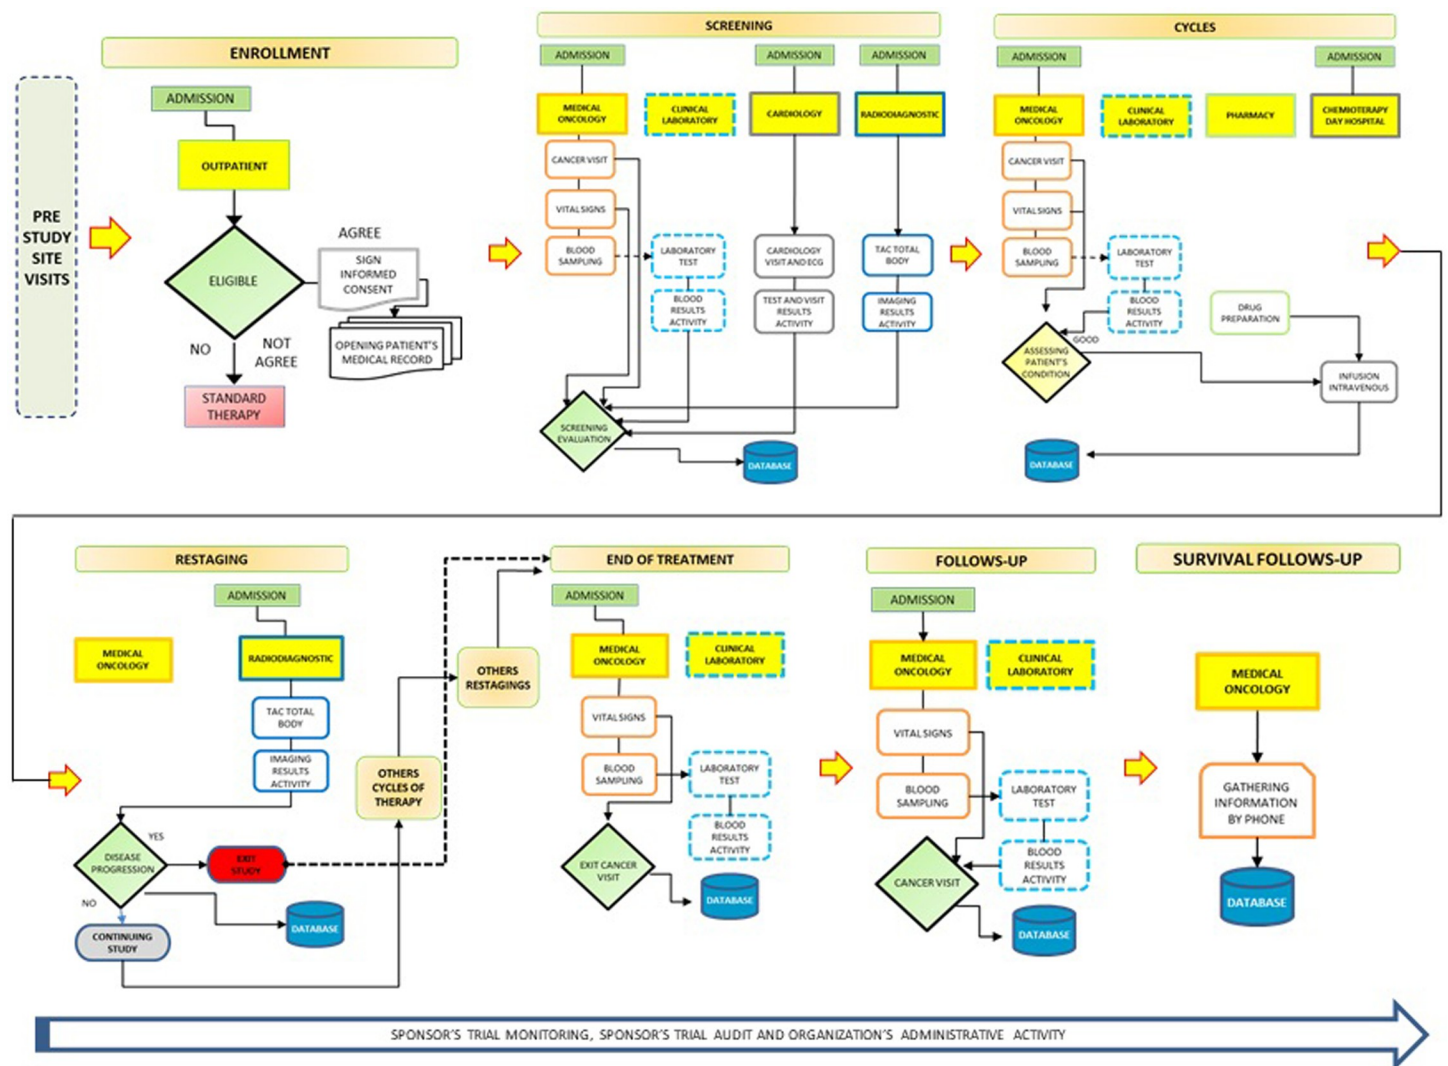 PRE
STUDY
SITE
VISITS
ENROLLMENT
ADMISSION
OUTPATIENT
ELIGIBLE
AGREE
SIGN
INFORMED
CONSENT
OPENING PATIENT'S
MEDICAL RECORD
NO
NOT
AGREE
STANDARD
THERAPY
SCREENING
ADMISSION
ADMISSION
ADMISSION
MEDICAL
ONCOLOGY
CLINICAL
LABORATORY
CARDIOLOGY
RADIODIAGNOSTIC
CANCER VISIT
VITAL SIGNS
BLOOD
SAMPLING
LABORATORY
TEST
BLOOD
RESULTS
ACTIVITY
CARDIOLOGY
VISIT AND ECG
TEST AND VISIT
RESULTS
ACTIVITY
TAC TOTAL
BODY
IMAGING
RESULTS
ACTIVITY
SCREENING
EVALUATION
DATABASE
CYCLES
ADMISSION
ADMISSION
MEDICAL
ONCOLOGY
CLINICAL
LABORATORY
PHARMACY
CHEMIOTERAPY
DAY HOSPITAL
CANCER VISIT
VITAL SIGNS
BLOOD
SAMPLING
LABORATORY
TEST
BLOOD
RESULTS
ACTIVITY
DRUG
PREPARATION
GOOD
ASSESSING
PATIENT'S
CONDITION
INFUSION
INTRAVENOUS
DATABASE
RESTAGING
ADMISSION
MEDICAL
ONCOLOGY
RADIODIAGNOSTIC
TAC TOTAL
BODY
IMAGING
RESULTS
ACTIVITY
DISEASE
PROGRESSION
YES
EXIT
STUDY
NO
CONTINUING
STUDY
DATABASE
OTHERS
CYCLES OF
THERAPY
OTHERS
RESTAGINGS
END OF TREATMENT
ADMISSION
MEDICAL
ONCOLOGY
CLINICAL
LABORATORY
VITAL SIGNS
BLOOD
SAMPLING
LABORATORY
TEST
BLOOD
RESULTS
ACTIVITY
EXIT CANCER
VISIT
DATABASE
FOLLOWS-UP
ADMISSION
MEDICAL
ONCOLOGY
CLINICAL
LABORATORY
VITAL SIGNS
BLOOD
SAMPLING
LABORATORY
TEST
BLOOD
RESULTS
ACTIVITY
CANCER VISIT
DATABASE
SURVIVAL FOLLOWS-UP
MEDICAL
ONCOLOGY
GATHERING
INFORMATION
BY PHONE
DATABASE
SPONSOR'S TRIAL MONITORING, SPONSOR'S TRIAL AUDIT AND ORGANIZATION'S ADMINISTRATIVE ACTIVITY